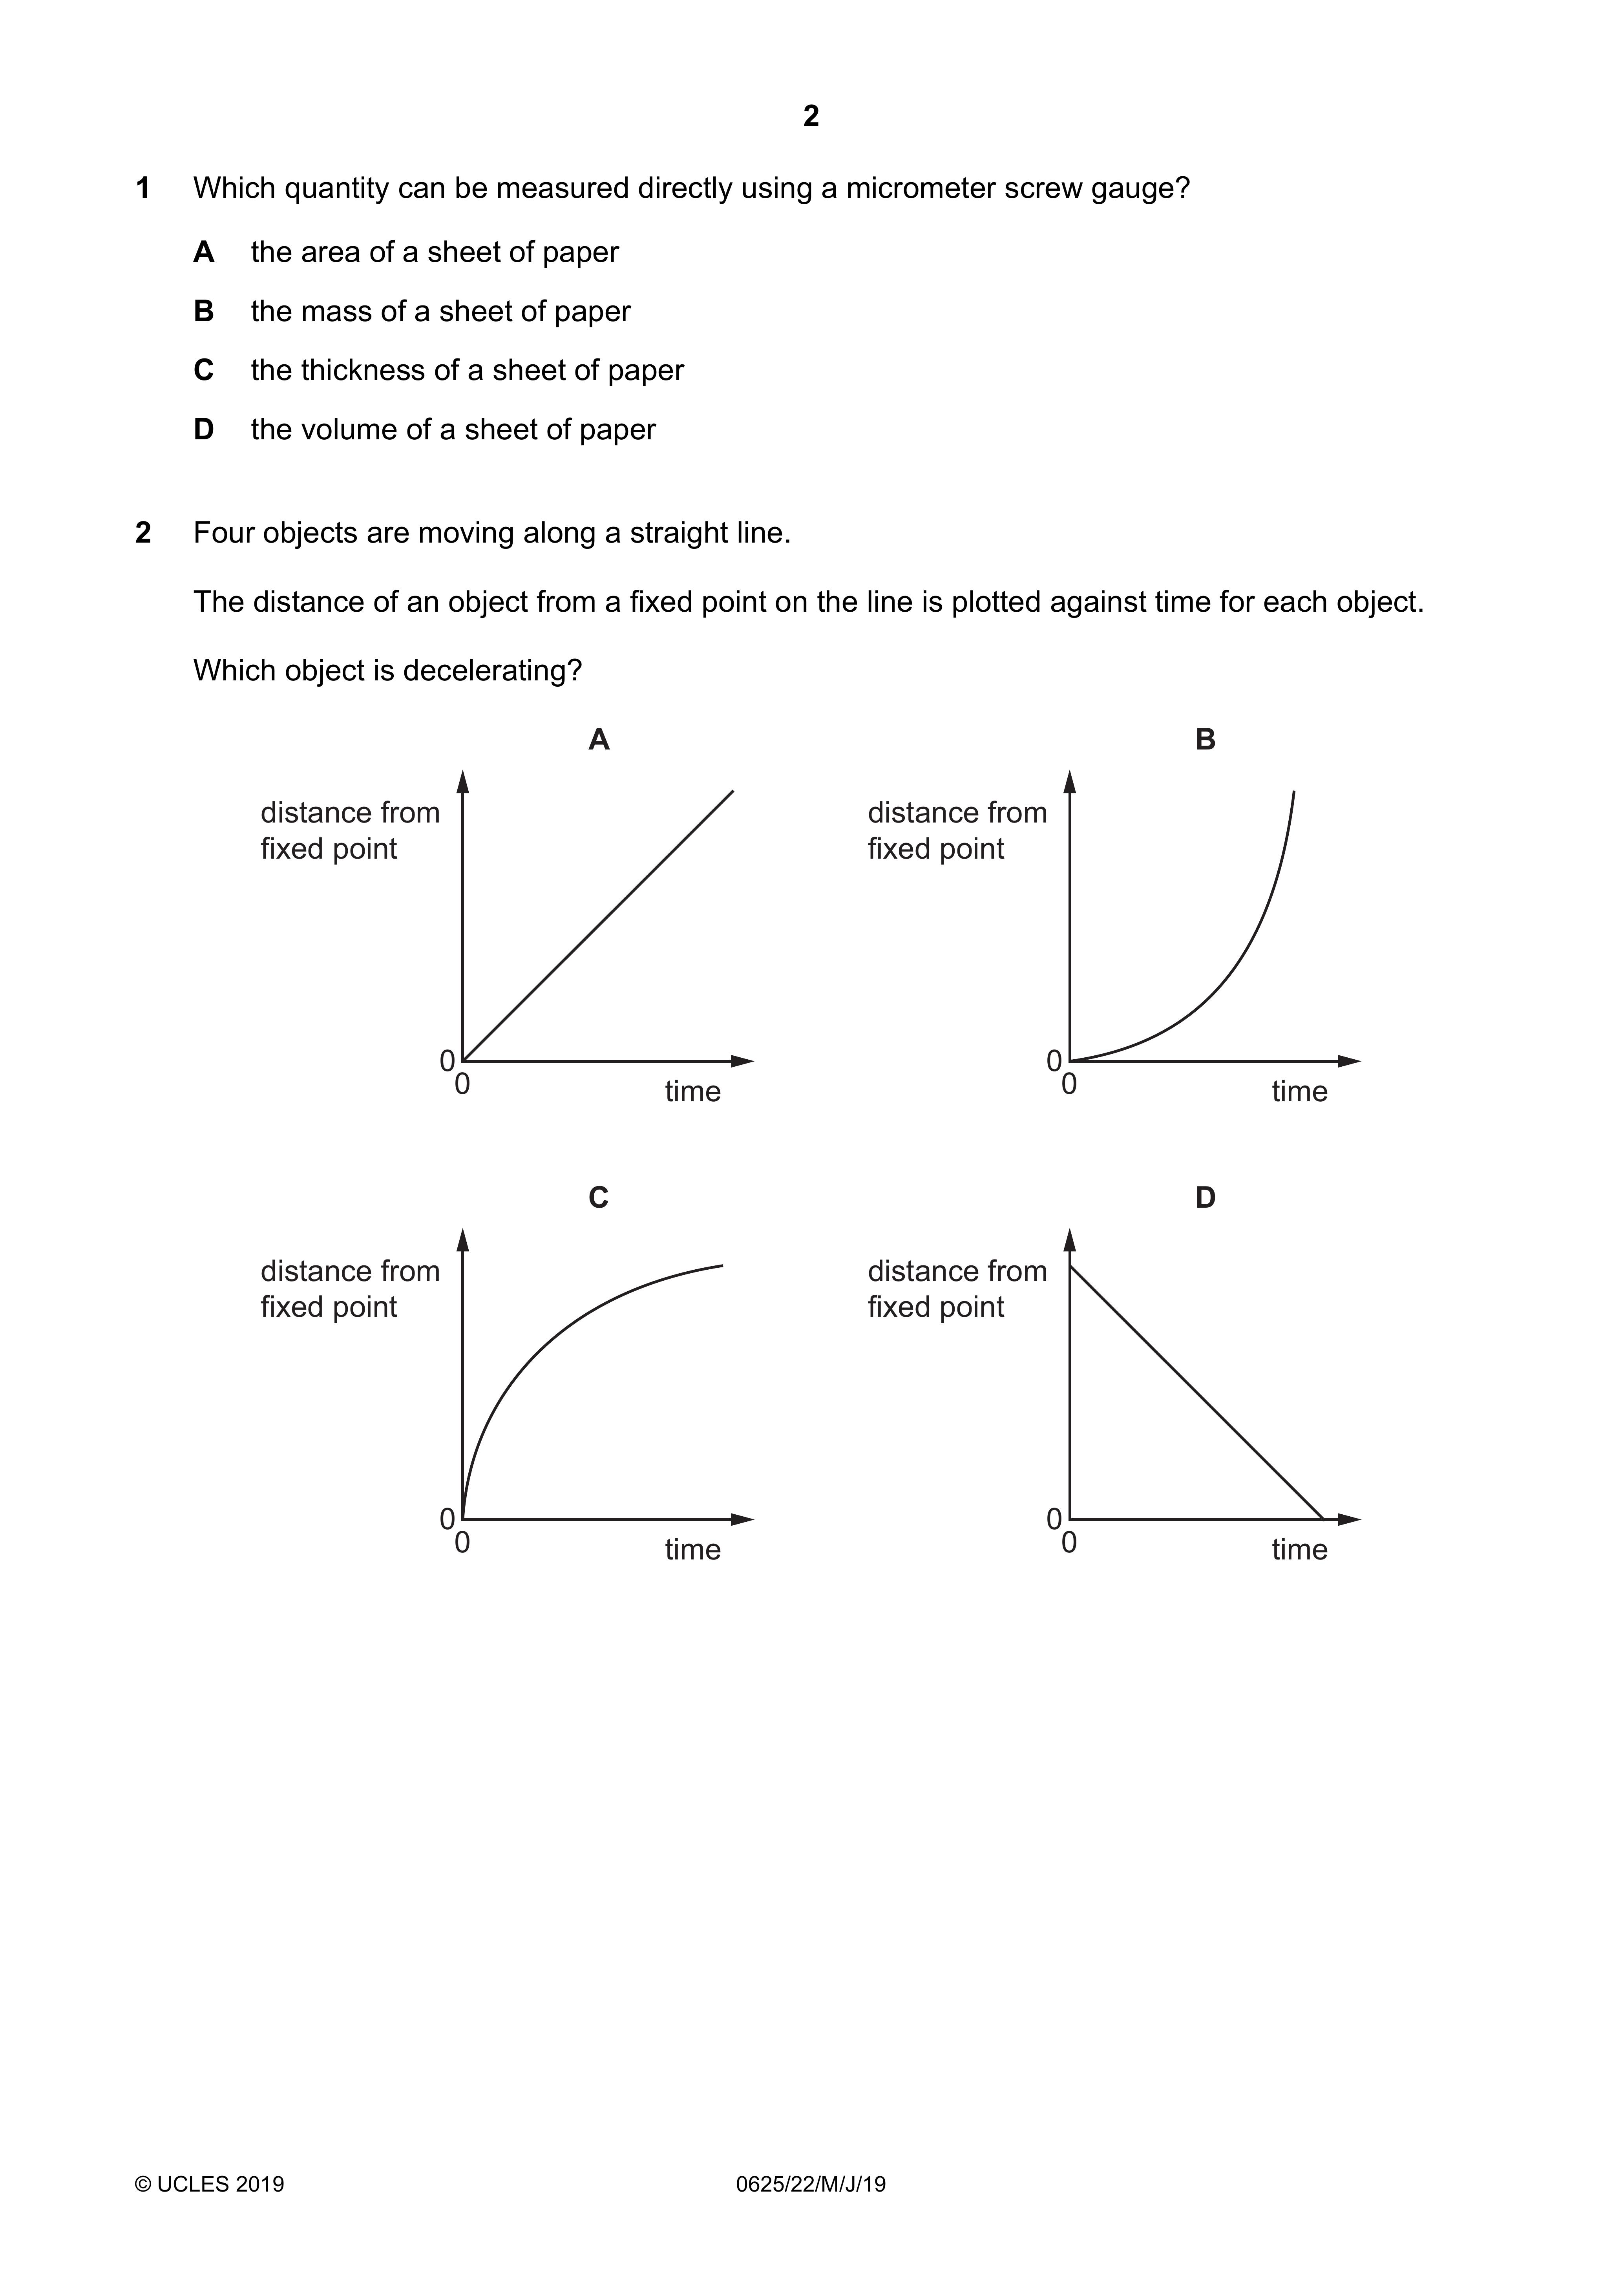 2
1 Which quantity can be measured directly using a micrometer screw gauge?
A the area of a sheet of paper
B the mass of a sheet of paper
C the thickness of a sheet of paper
D the volume of a sheet of paper
2 Four objects are moving along a straight line.
The distance of an object from a fixed point on the line is plotted against time for each object.
Which object is decelerating?
A
distance from
fixed point
0
0
time
B
distance from
fixed point
0
0
time
C
distance from
fixed point
0
0
time
D
distance from
fixed point
0
0
time
© UCLES 2019
0625/22/M/J/19